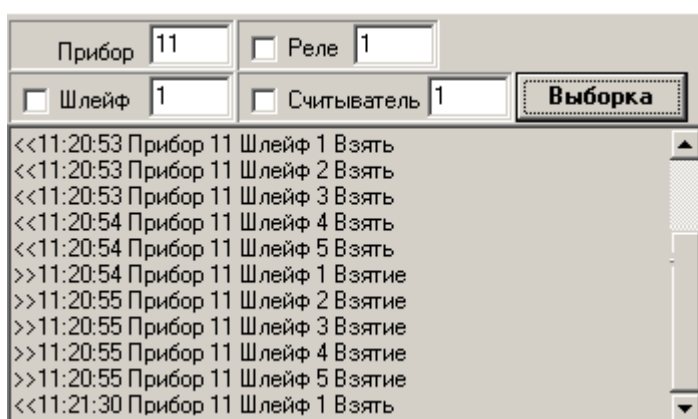 Прибор 11 Реле 1
Шлейф 1 Считыватель 1 Выборка
<<11:20:53 Прибор 11 Шлейф 1 Взять
<<11:20:53 Прибор 11 Шлейф 2 Взять
<<11:20:53 Прибор 11 Шлейф 3 Взять
<<11:20:54 Прибор 11 Шлейф 4 Взять
<<11:20:54 Прибор 11 Шлейф 5 Взять
>>11:20:54 Прибор 11 Шлейф 1 Взятие
>>11:20:55 Прибор 11 Шлейф 2 Взятие
>>11:20:55 Прибор 11 Шлейф 3 Взятие
>>11:20:55 Прибор 11 Шлейф 4 Взятие
>>11:20:55 Прибор 11 Шлейф 5 Взятие
<<11:21:30 Прибор 11 Шлейф 1 Взять